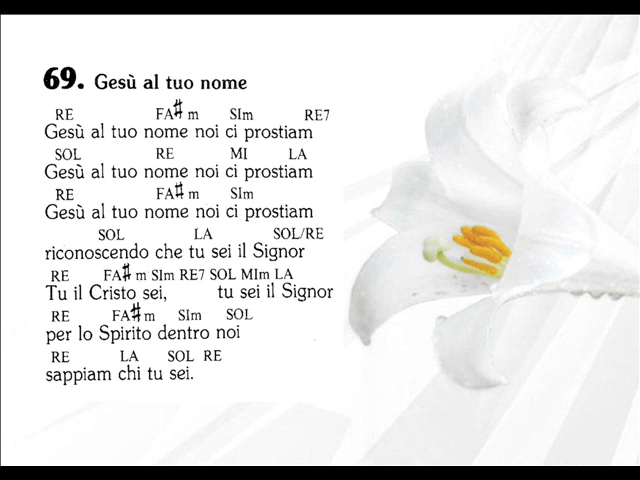 69. Gesù al tuo nome
RE FA# m SIm RE7
Gesù al tuo nome noi ci prostiam
SOL RE MI LA
Gesù al tuo nome noi ci prostiam
RE FA# m SIm
Gesù al tuo nome noi ci prostiam
SOL LA SOL/RE
riconoscendo che tu sei il Signor
RE FA# m SIm RE7 SOL MIm LA
Tu il Cristo sei, tu sei il Signor
RE FA# m SIm SOL
per lo Spirito dentro noi
RE LA SOL RE
sappiam chi tu sei.